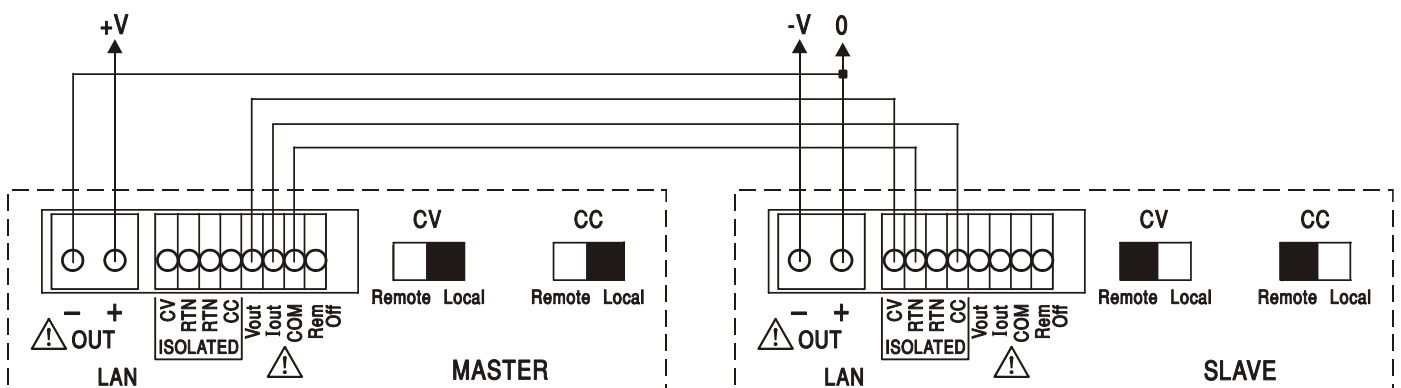 +V
-V 0
CV CC
Remote Local Remote Local
- +
OUT
CV RTN RTN CC Vout Iout COM Rem Off
ISOLATED
LAN
MASTER
CV CC
Remote Local Remote Local
- +
OUT
CV RTN RTN CC Vout Iout COM Rem Off
ISOLATED
LAN
SLAVE